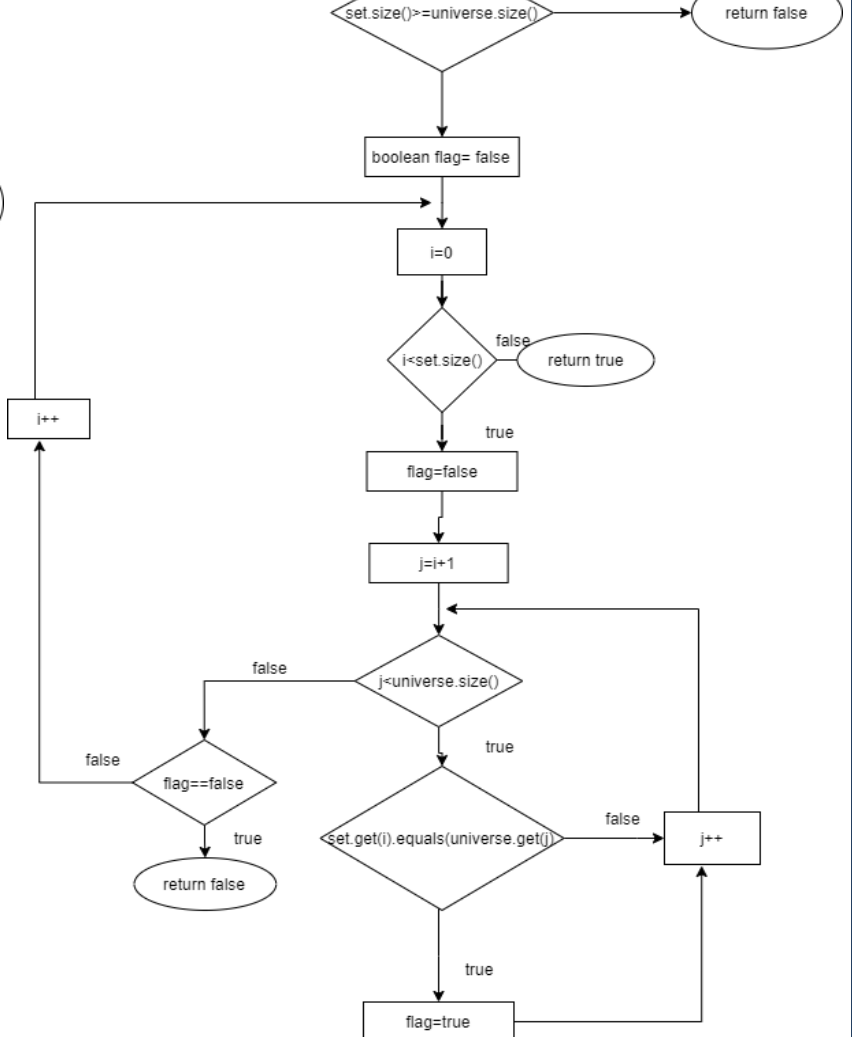 set.size()>=universe.size()
return false
boolean flag= false
i=0
i<set.size()
false
return true
true
i++
flag=false
j=i+1
false
j<universe.size()
true
false
flag==false
true
return false
set.get(i).equals(universe.get(j)
false
j++
true
flag=true